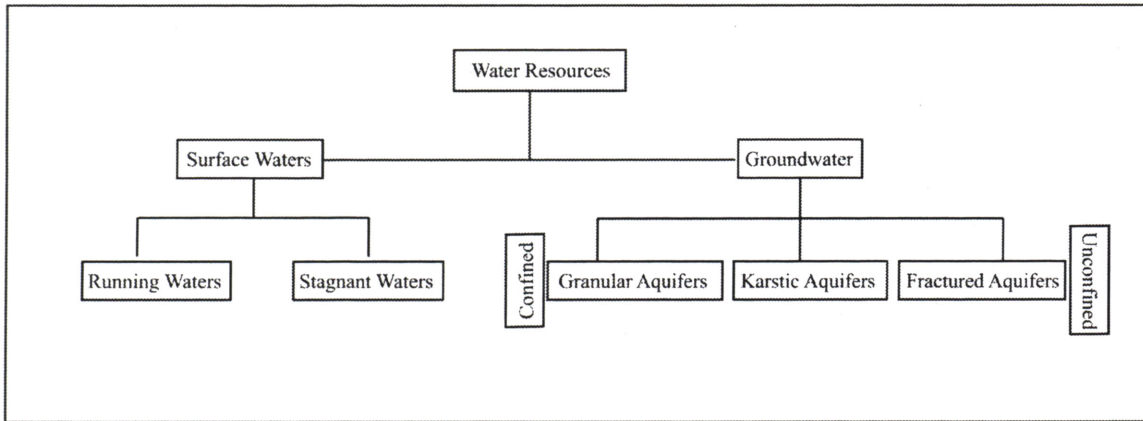 Water Resources
Surface Waters
Groundwater
Running Waters
Stagnant Waters
Confined
Granular Aquifers
Karstic Aquifers
Fractured Aquifers
Unconfined